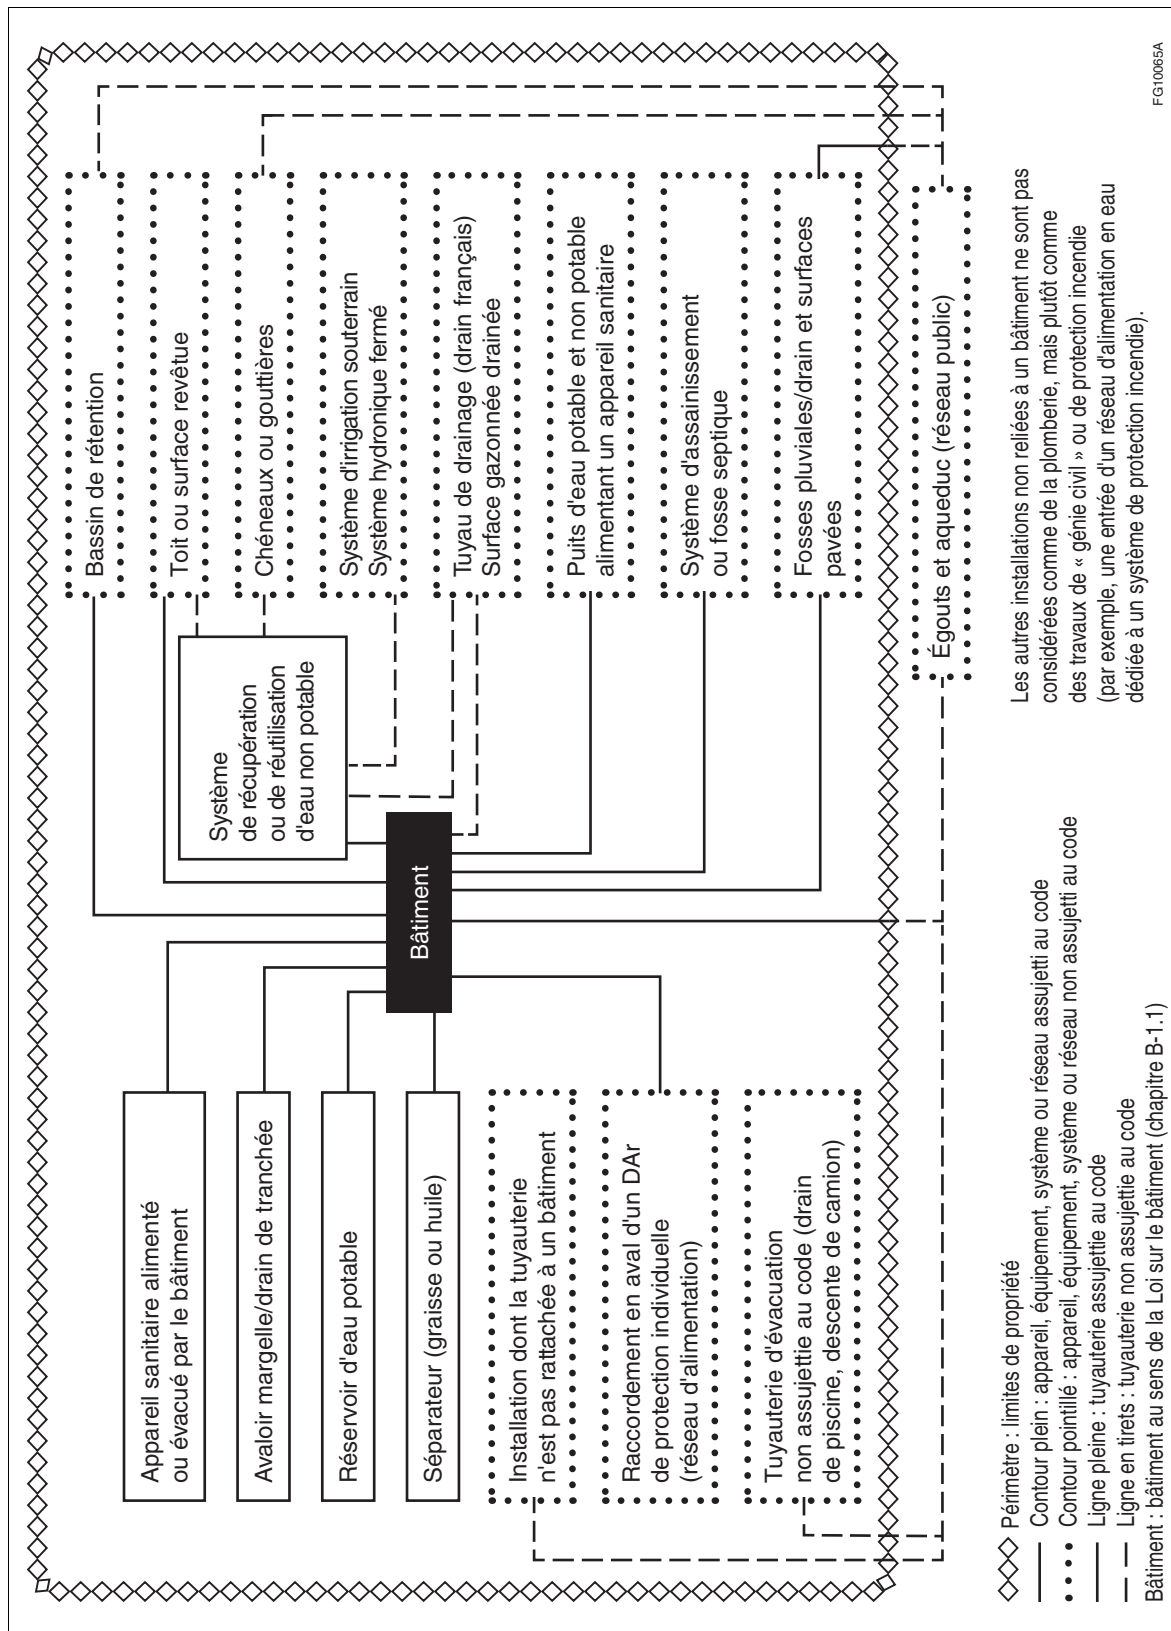 Appareil sanitaire alimenté
ou évacué par le bâtiment
Avaloir margelle/drain de tranchée
Réservoir d'eau potable
Séparateur (graisse ou huile)
Installation dont la tuyauterie
n'est pas rattachée à un bâtiment
Raccordement en aval d'un DAr
de protection individuelle
(réseau d'alimentation)
Tuyauterie d'évacuation
non assujettie au code (drain
de piscine, descente de camion)
Bâtiment
Système
de récupération
ou de réutilisation
d'eau non potable
Bassin de rétention
Toit ou surface revêtue
Chéneaux ou gouttières
Système d'irrigation souterrain
Système hydronique fermé
Tuyau de drainage (drain français)
Surface gazonnée drainée
Puits d'eau potable et non potable
alimentant un appareil sanitaire
Système d'assainissement
ou fosse septique
Fosses pluviales/drain et surfaces
pavées
Égouts et aqueduc (réseau public)
Périmètre : limites de propriété
Contour plein : appareil, équipement, système ou réseau assujetti au code
Contour pointillé : appareil, équipement, système ou réseau non assujetti au code
Ligne pleine : tuyauterie assujettie au code
Ligne en tirets : tuyauterie non assujettie au code
Bâtiment : bâtiment au sens de la Loi sur le bâtiment (chapitre B-1.1)
Les autres installations non reliées à un bâtiment ne sont pas
considérées comme de la plomberie, mais plutôt comme
des travaux de « génie civil » ou de protection incendie
(par exemple, une entrée d'un réseau d'alimentation en eau
dédiée à un système de protection incendie).
FG10065A